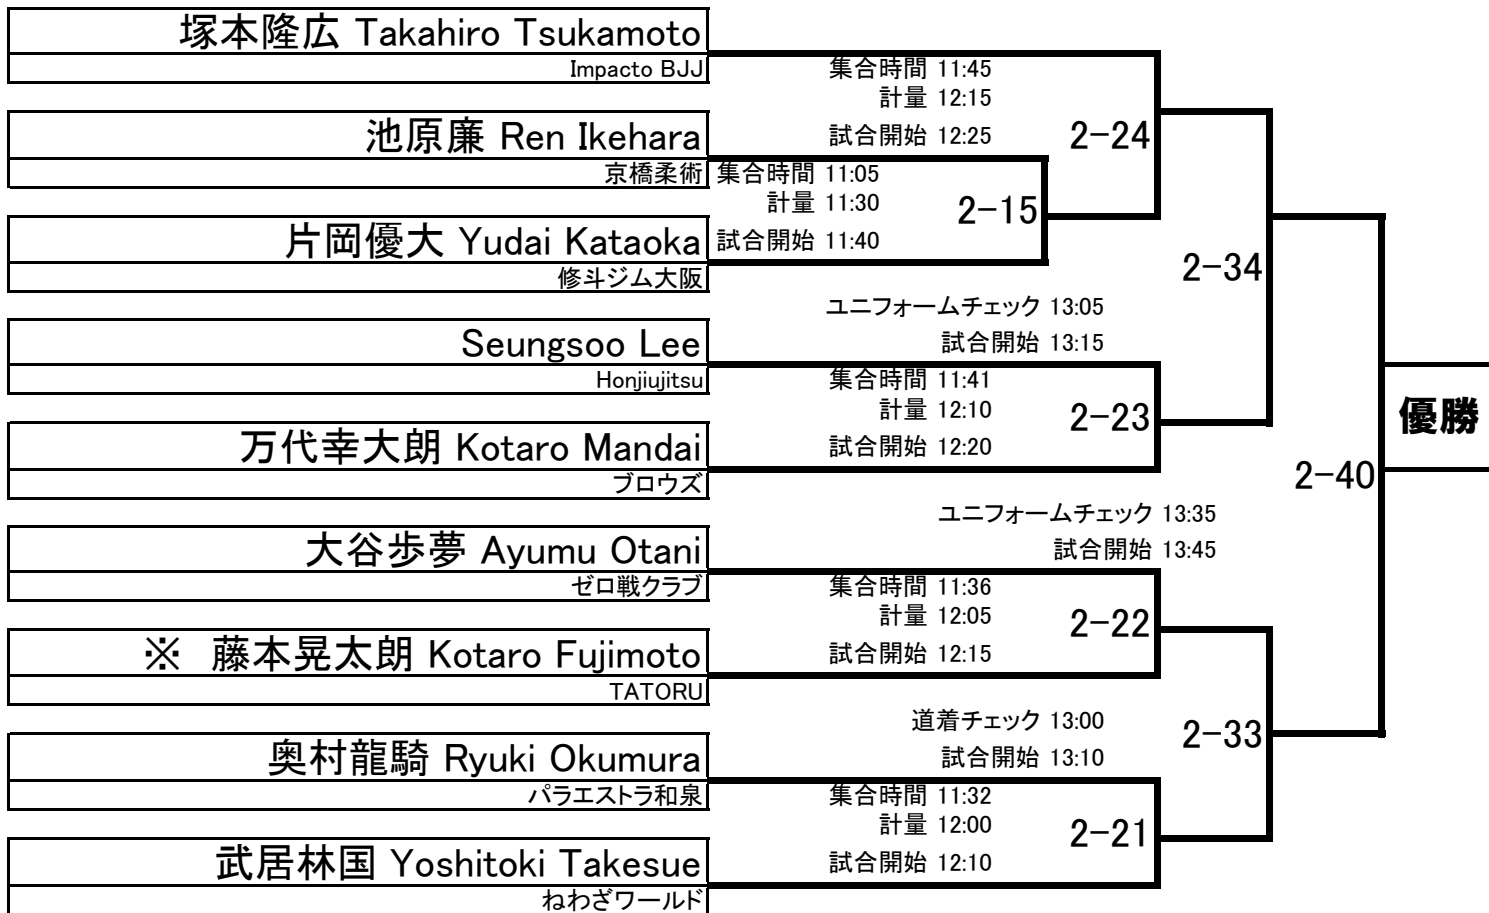 塚本隆広 Takahiro Tsukamoto
Impacto BJJ
集合時間 11:45
計量 12:15
試合開始 12:25
2-24
池原廉 Ren Ikehara
京橋柔術
集合時間 11:05
計量 11:30
試合開始 11:40
2-15
片岡優大 Yudai Kataoka
修斗ジム大阪
2-34
ユニフォームチェック 13:05
試合開始 13:15
Seungsoo Lee
Honjiujitsu
集合時間 11:41
計量 12:10
試合開始 12:20
2-23
優勝
万代幸大朗 Kotaro Mandai
ブロウズ
2-40
ユニフォームチェック 13:35
試合開始 13:45
大谷歩夢 Ayumu Otani
ゼロ戦クラブ
集合時間 11:36
計量 12:05
試合開始 12:15
2-22
※ 藤本晃太朗 Kotaro Fujimoto
TATORU
道着チェック 13:00
試合開始 13:10
2-33
奥村龍騎 Ryuki Okumura
パラエストラ和泉
集合時間 11:32
計量 12:00
試合開始 12:10
2-21
武居林国 Yoshitoki Takesue
ねわざワールド